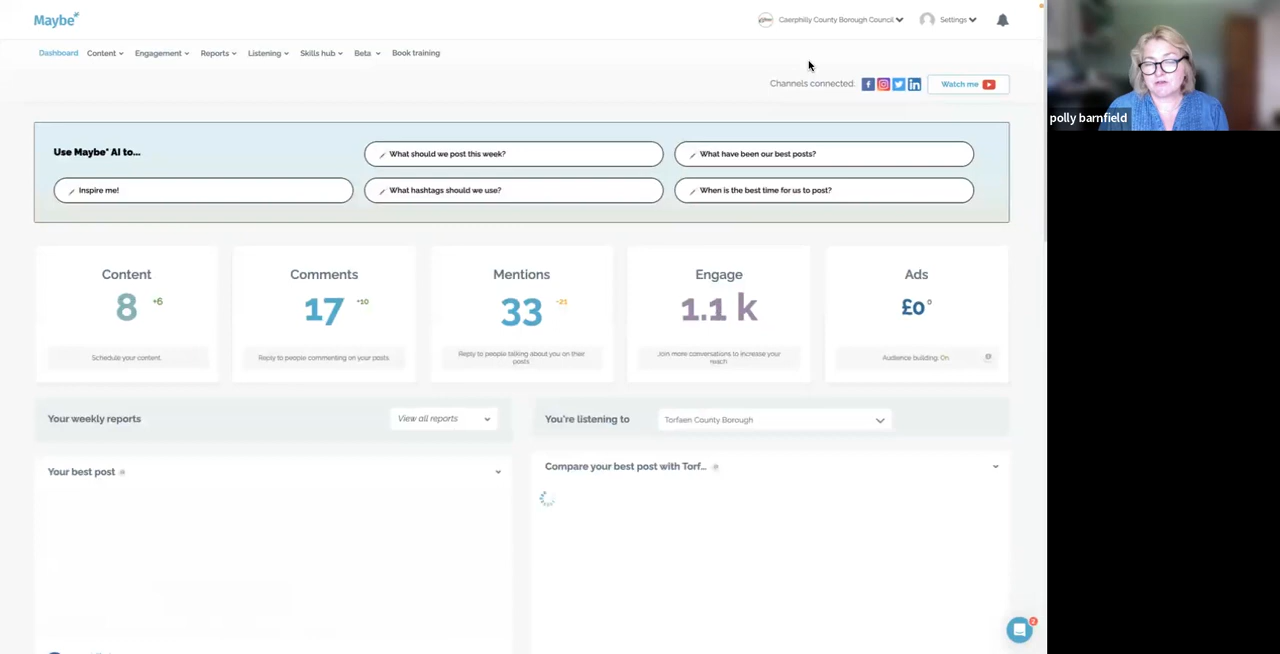 Maybe*
Caerphilly County Borough Council
Settings
Dashboard
Content
Engagement
Reports
Listening
Skills hub
Beta
Book training
Channels connected:
Watch me
polly barnfield
Use Maybe* AI to...
What should we post this week?
What have been our best posts?
Inspire me!
What hashtags should we use?
When is the best time for us to post?
Content
8 +6
Schedule your content.
Comments
17 +10
Reply to people commenting on your posts.
Mentions
33 -21
Reply to people talking about you on their
posts.
Engage
1.1 k
Join more conversations to increase your
reach
Ads
£0 0
Audience building: On
Your weekly reports
View all reports
You're listening to
Torfaen County Borough
Your best post
Compare your best post with Torf...
2